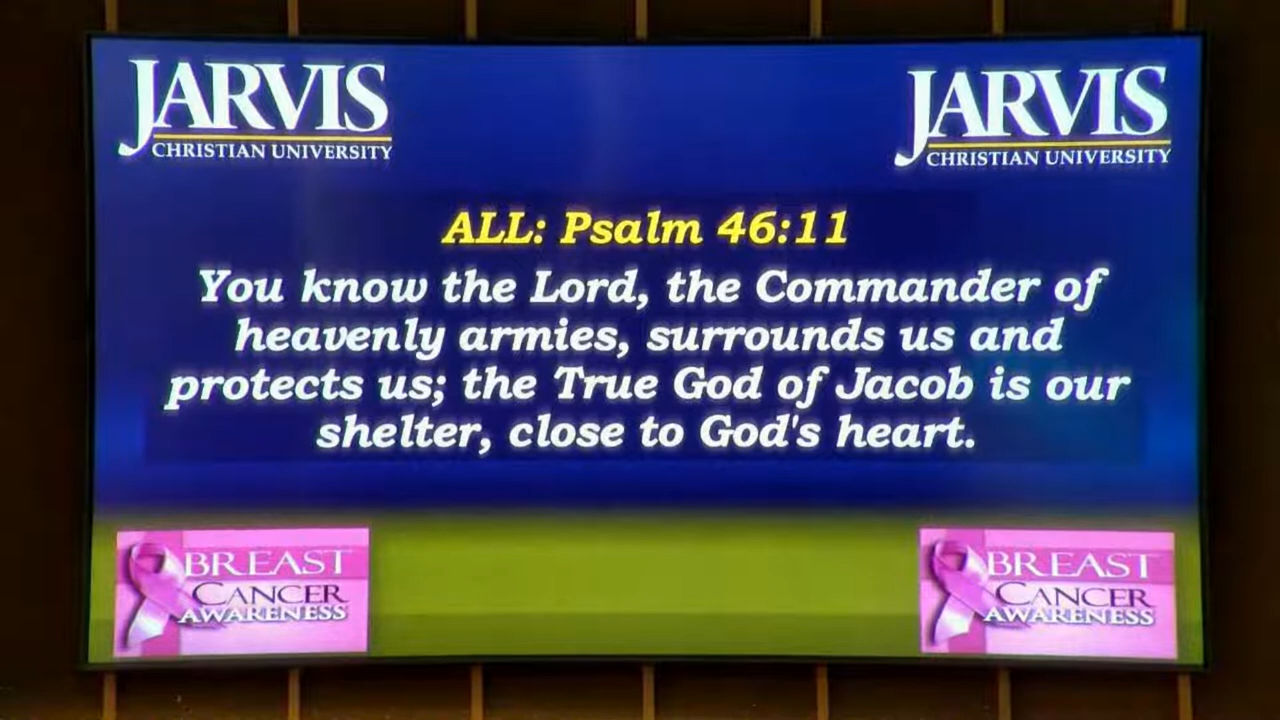 JARVIS
CHRISTIAN UNIVERSITY
JARVIS
CHRISTIAN UNIVERSITY
ALL: Psalm 46:11
You know the Lord, the Commander of
heavenly armies, surrounds us and
protects us; the True God of Jacob is our
shelter, close to God's heart.
BREAST
CANCER
AWARENESS
BREAST
CANCER
AWARENESS